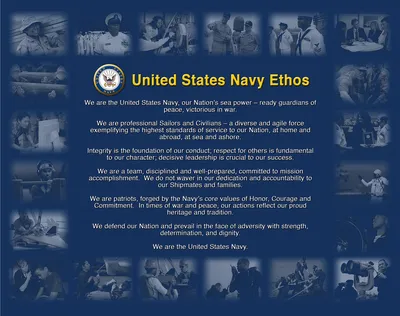 United States Navy Ethos
We are the United States Navy, our Nation's sea power – ready guardians of
peace, victorious in war.
We are professional Sailors and Civilians – a diverse and agile force
exemplifying the highest standards of service to our Nation, at home and
abroad, at sea and ashore.
Integrity is the foundation of our conduct; respect for others is fundamental
to our character; decisive leadership is crucial to our success.
We are a team, disciplined and well-prepared, committed to mission
accomplishment. We do not waver in our dedication and accountability to
our Shipmates and families.
We are patriots, forged by the Navy's core values of Honor, Courage and
Commitment. In times of war and peace, our actions reflect our proud
heritage and tradition.
We defend our Nation and prevail in the face of adversity with strength,
determination, and dignity.
We are the United States Navy.